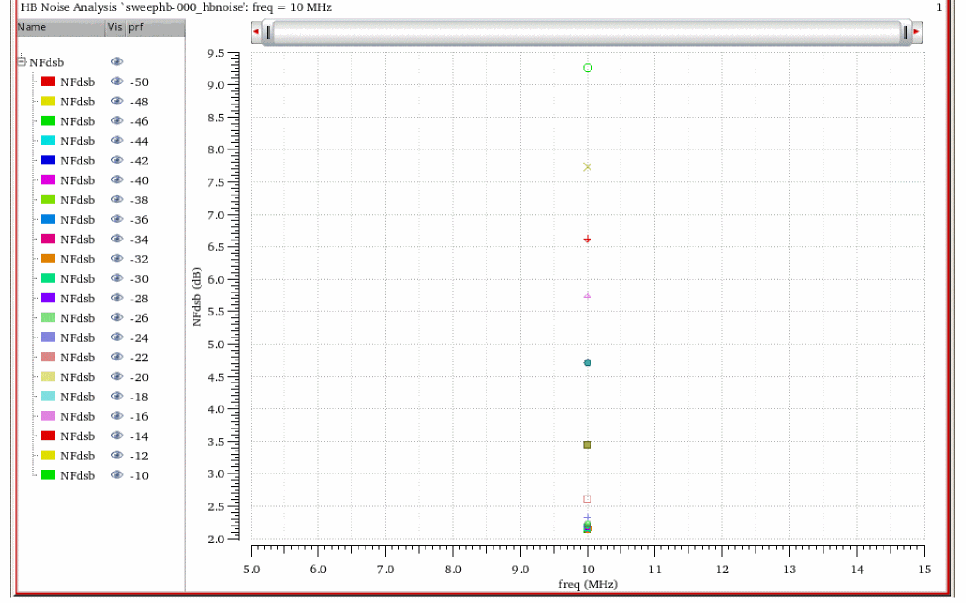 HB Noise Analysis `sweephb-000_hbnoise': freq = 10 MHz 1
Name Vis prf
NFdsb
NFdsb -50
NFdsb -48
NFdsb -46
NFdsb -44
NFdsb -42
NFdsb -40
NFdsb -38
NFdsb -36
NFdsb -34
NFdsb -32
NFdsb -30
NFdsb -28
NFdsb -26
NFdsb -24
NFdsb -22
NFdsb -20
NFdsb -18
NFdsb -16
NFdsb -14
NFdsb -12
NFdsb -10
NFdsb (dB)
9.5
9.0
8.5
8.0
7.5
7.0
6.5
6.0
5.5
5.0
4.5
4.0
3.5
3.0
2.5
2.0
5.0 6.0 7.0 8.0 9.0 10 11 12 13 14 15
freq (MHz)